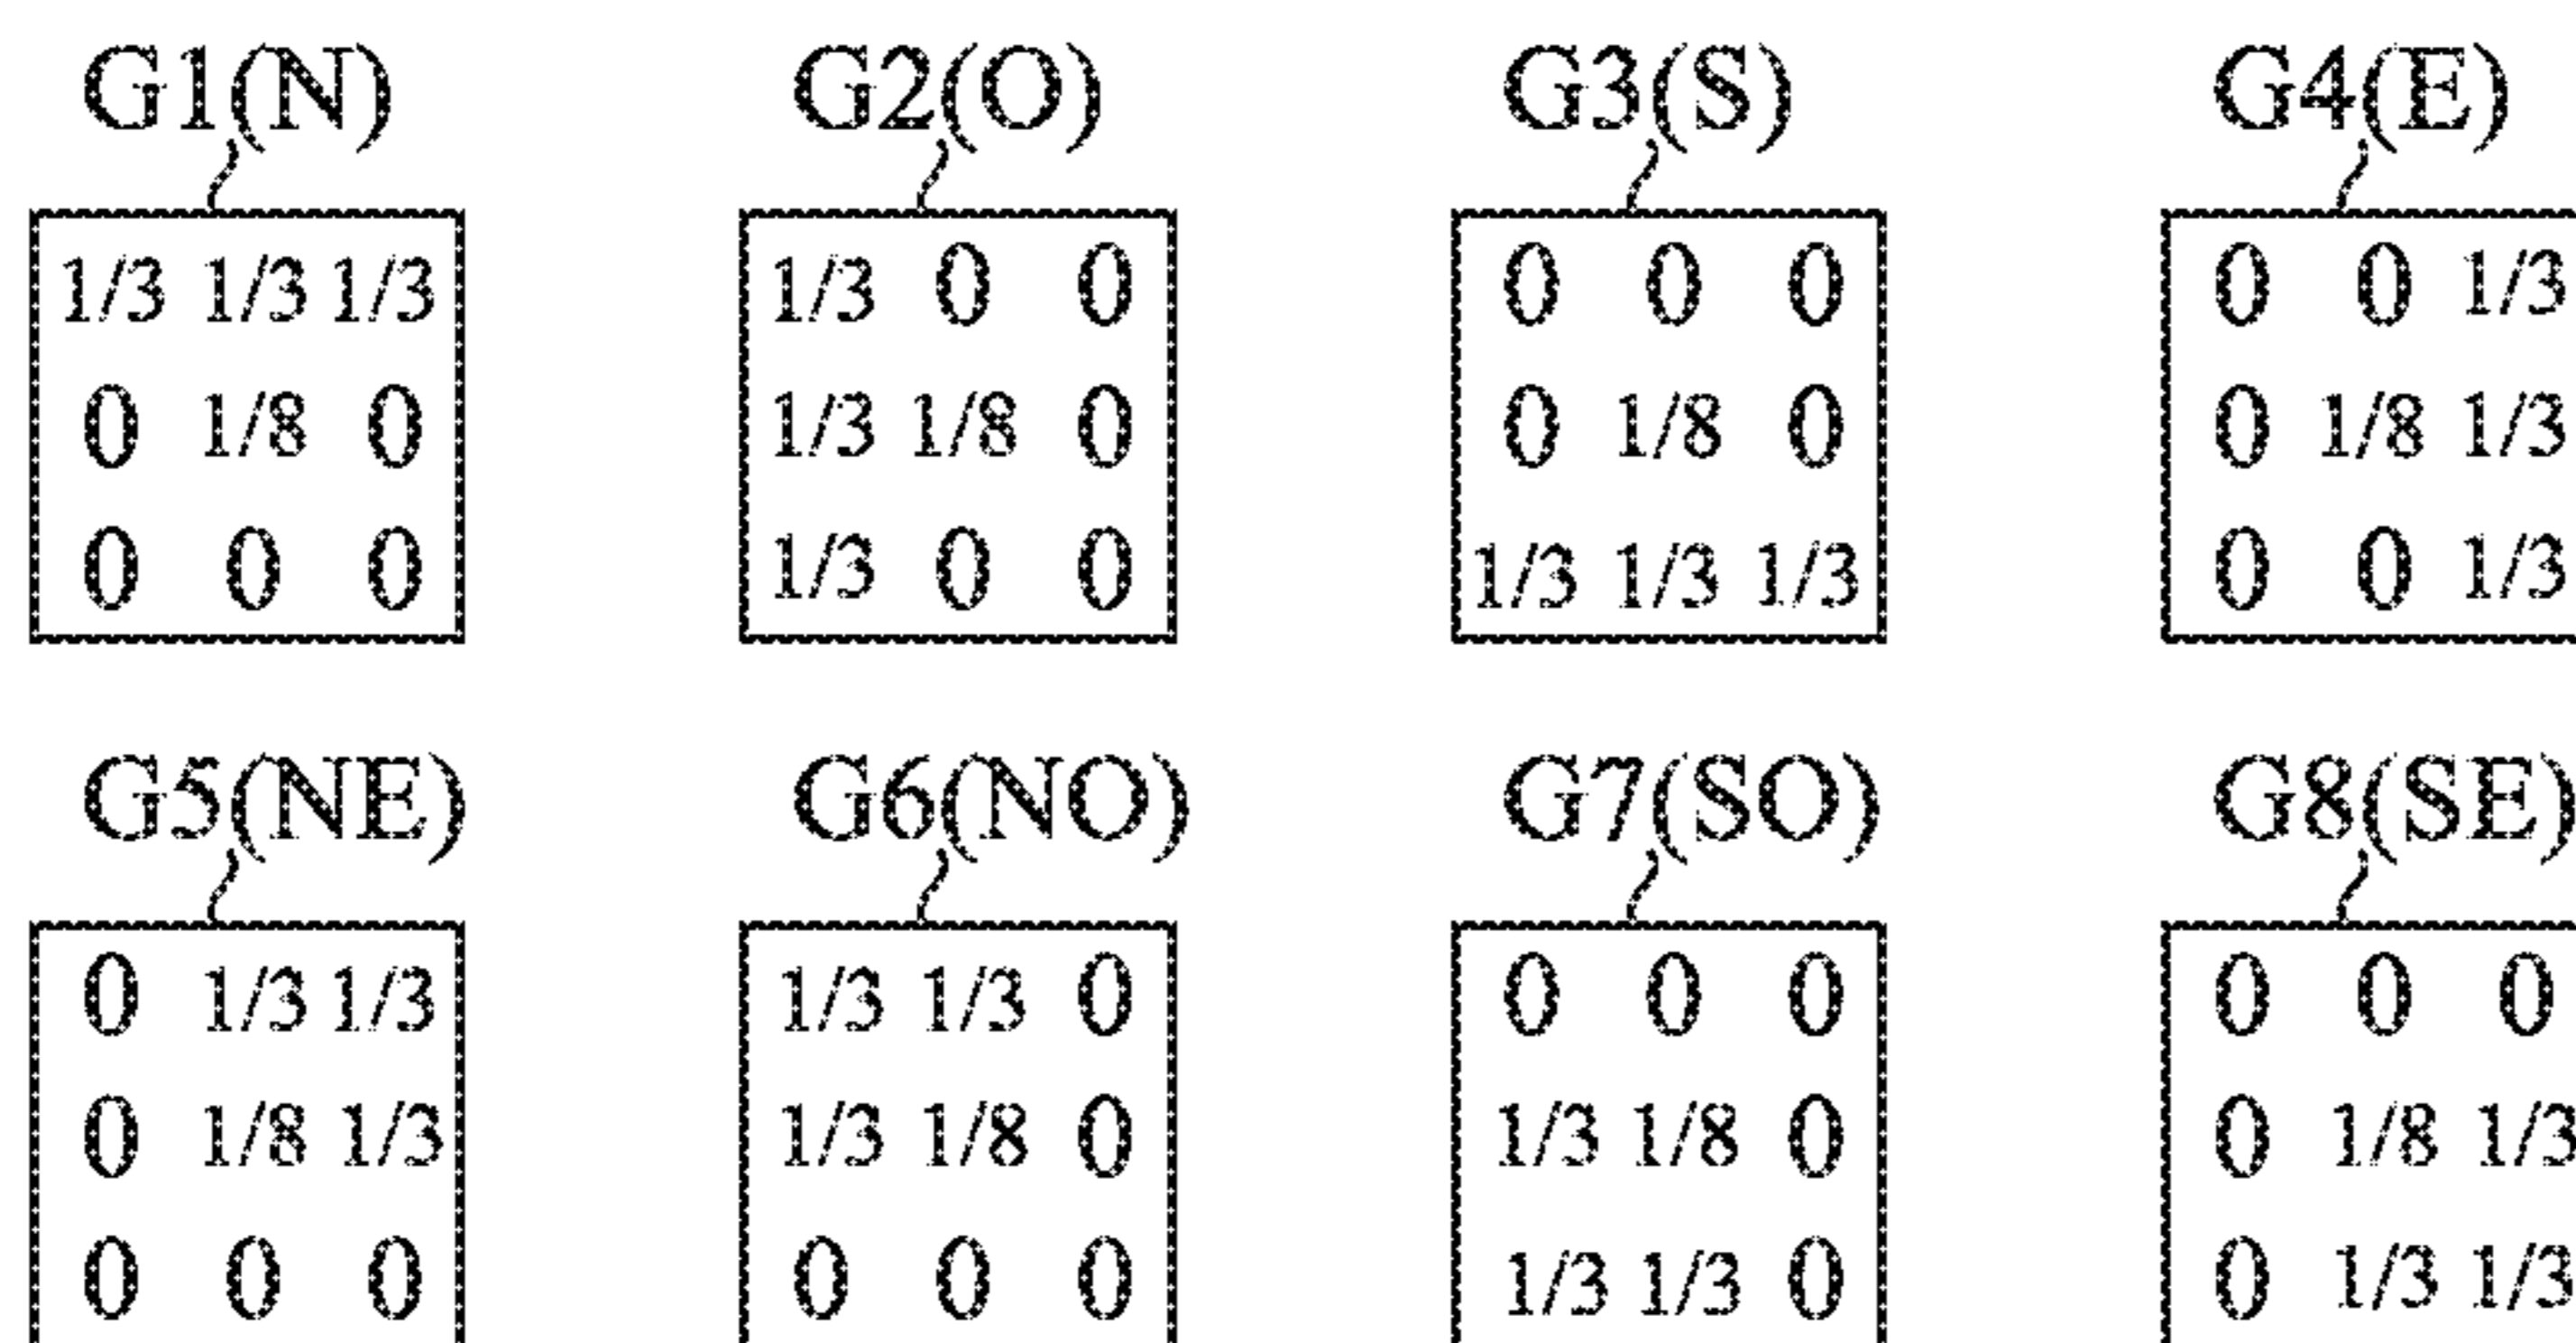 G1(N) G2(O) G3(S) G4(E)
1/3 1/3 1/3 1/3 0 0 0 0 0 0 0 1/3
0 1/8 0 1/3 1/8 0 0 1/8 0 0 1/8 1/3
0 0 0 1/3 0 0 1/3 1/3 1/3 0 0 1/3
G5(NE) G6(NO) G7(SO) G8(SE)
0 1/3 1/3 1/3 1/3 0 0 0 0 0 0 0
0 1/8 1/3 1/3 1/8 0 1/3 1/8 0 0 1/8 1/3
0 0 0 0 0 0 1/3 1/3 0 0 1/3 1/3